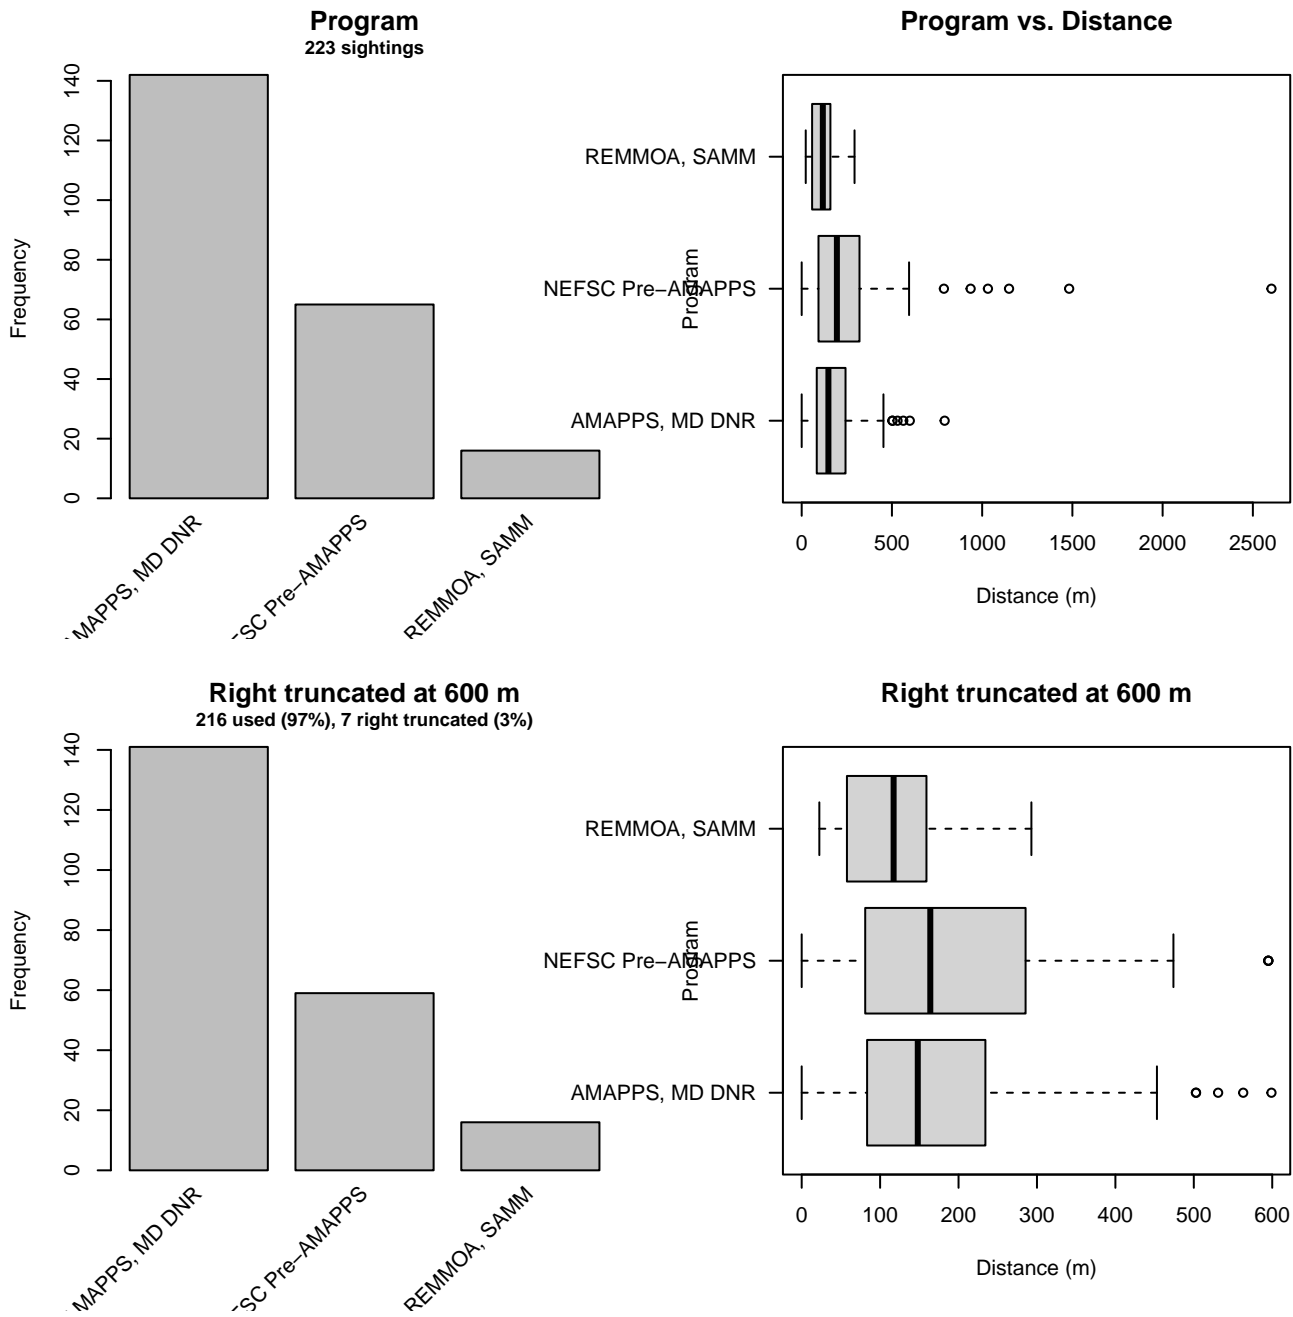 Program
223 sightings
Frequency
0
20
40
60
80
100
120
140
MAPPS, MD DNR
SC Pre–AMAPPS
REMMOA, SAMM
Program vs. Distance
Program
REMMOA, SAMM
NEFSC Pre–AMAPPS
AMAPPS, MD DNR
0 500 1000 1500 2000 2500
Distance (m)
Right truncated at 600 m
216 used (97%), 7 right truncated (3%)
Frequency
0
20
40
60
80
100
120
140
MAPPS, MD DNR
SC Pre–AMAPPS
REMMOA, SAMM
Right truncated at 600 m
Program
REMMOA, SAMM
NEFSC Pre–AMAPPS
AMAPPS, MD DNR
0 100 200 300 400 500 600
Distance (m)